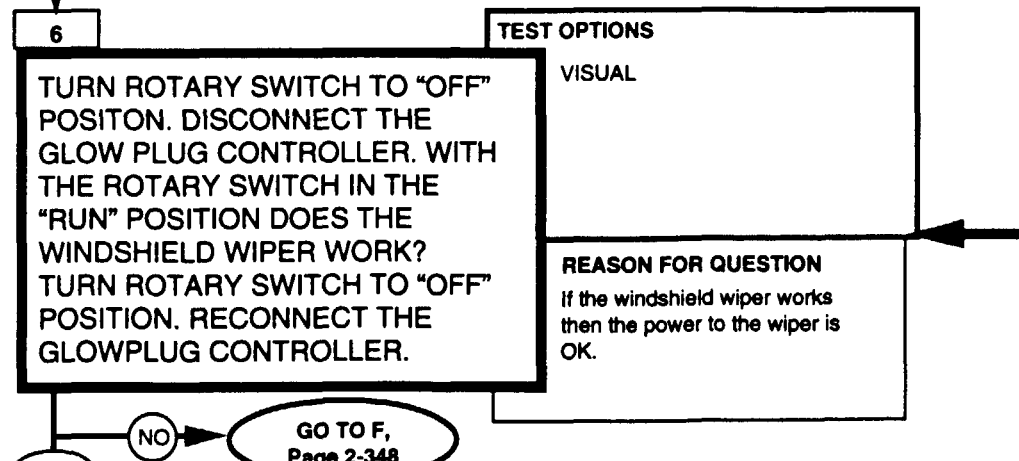 6
TURN ROTARY SWITCH TO “OFF”
POSITON. DISCONNECT THE
GLOW PLUG CONTROLLER. WITH
THE ROTARY SWITCH IN THE
“RUN” POSITION DOES THE
WINDSHIELD WIPER WORK?
TURN ROTARY SWITCH TO “OFF”
POSITION. RECONNECT THE
GLOWPLUG CONTROLLER.
TEST OPTIONS
VISUAL
REASON FOR QUESTION
If the windshield wiper works
then the power to the wiper is
OK.
NO
GO TO F,
Page 2-348